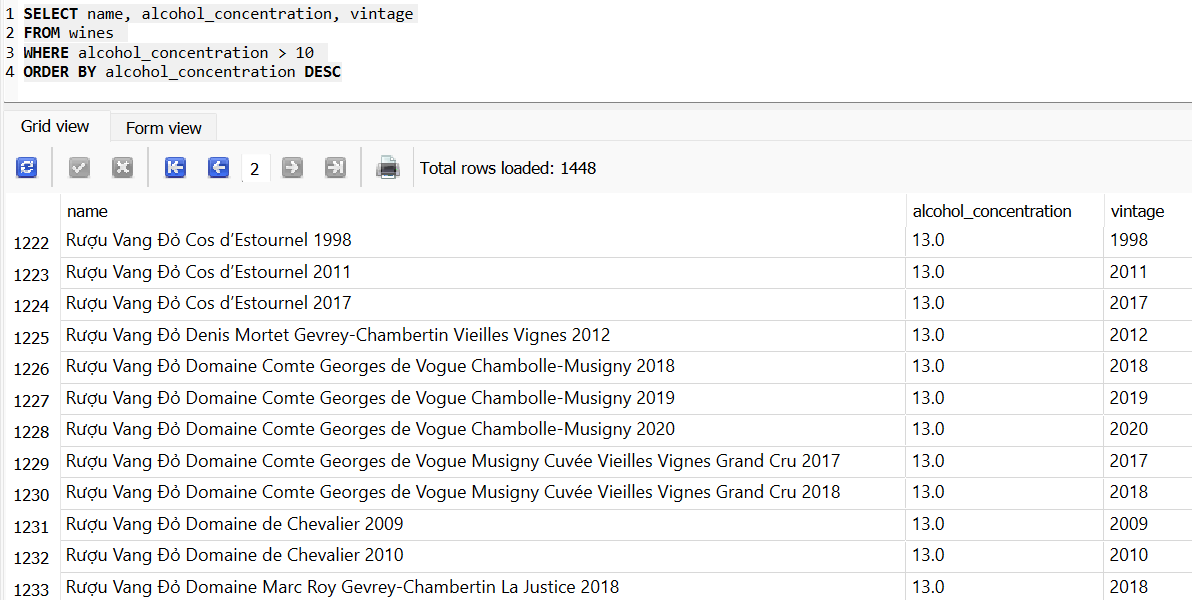 1 SELECT name, alcohol_concentration, vintage
2 FROM wines
3 WHERE alcohol_concentration > 10
4 ORDER BY alcohol_concentration DESC
Grid view Form view
2 Total rows loaded: 1448
name alcohol_concentration vintage
1222 Rượu Vang Đỏ Cos d’Estournel 1998 13.0 1998
1223 Rượu Vang Đỏ Cos d’Estournel 2011 13.0 2011
1224 Rượu Vang Đỏ Cos d’Estournel 2017 13.0 2017
1225 Rượu Vang Đỏ Denis Mortet Gevrey-Chambertin Vieilles Vignes 2012 13.0 2012
1226 Rượu Vang Đỏ Domaine Comte Georges de Vogue Chambolle-Musigny 2018 13.0 2018
1227 Rượu Vang Đỏ Domaine Comte Georges de Vogue Chambolle-Musigny 2019 13.0 2019
1228 Rượu Vang Đỏ Domaine Comte Georges de Vogue Chambolle-Musigny 2020 13.0 2020
1229 Rượu Vang Đỏ Domaine Comte Georges de Vogue Musigny Cuvée Vieilles Vignes Grand Cru 2017 13.0 2017
1230 Rượu Vang Đỏ Domaine Comte Georges de Vogue Musigny Cuvée Vieilles Vignes Grand Cru 2018 13.0 2018
1231 Rượu Vang Đỏ Domaine de Chevalier 2009 13.0 2009
1232 Rượu Vang Đỏ Domaine de Chevalier 2010 13.0 2010
1233 Rượu Vang Đỏ Domaine Marc Roy Gevrey-Chambertin La Justice 2018 13.0 2018